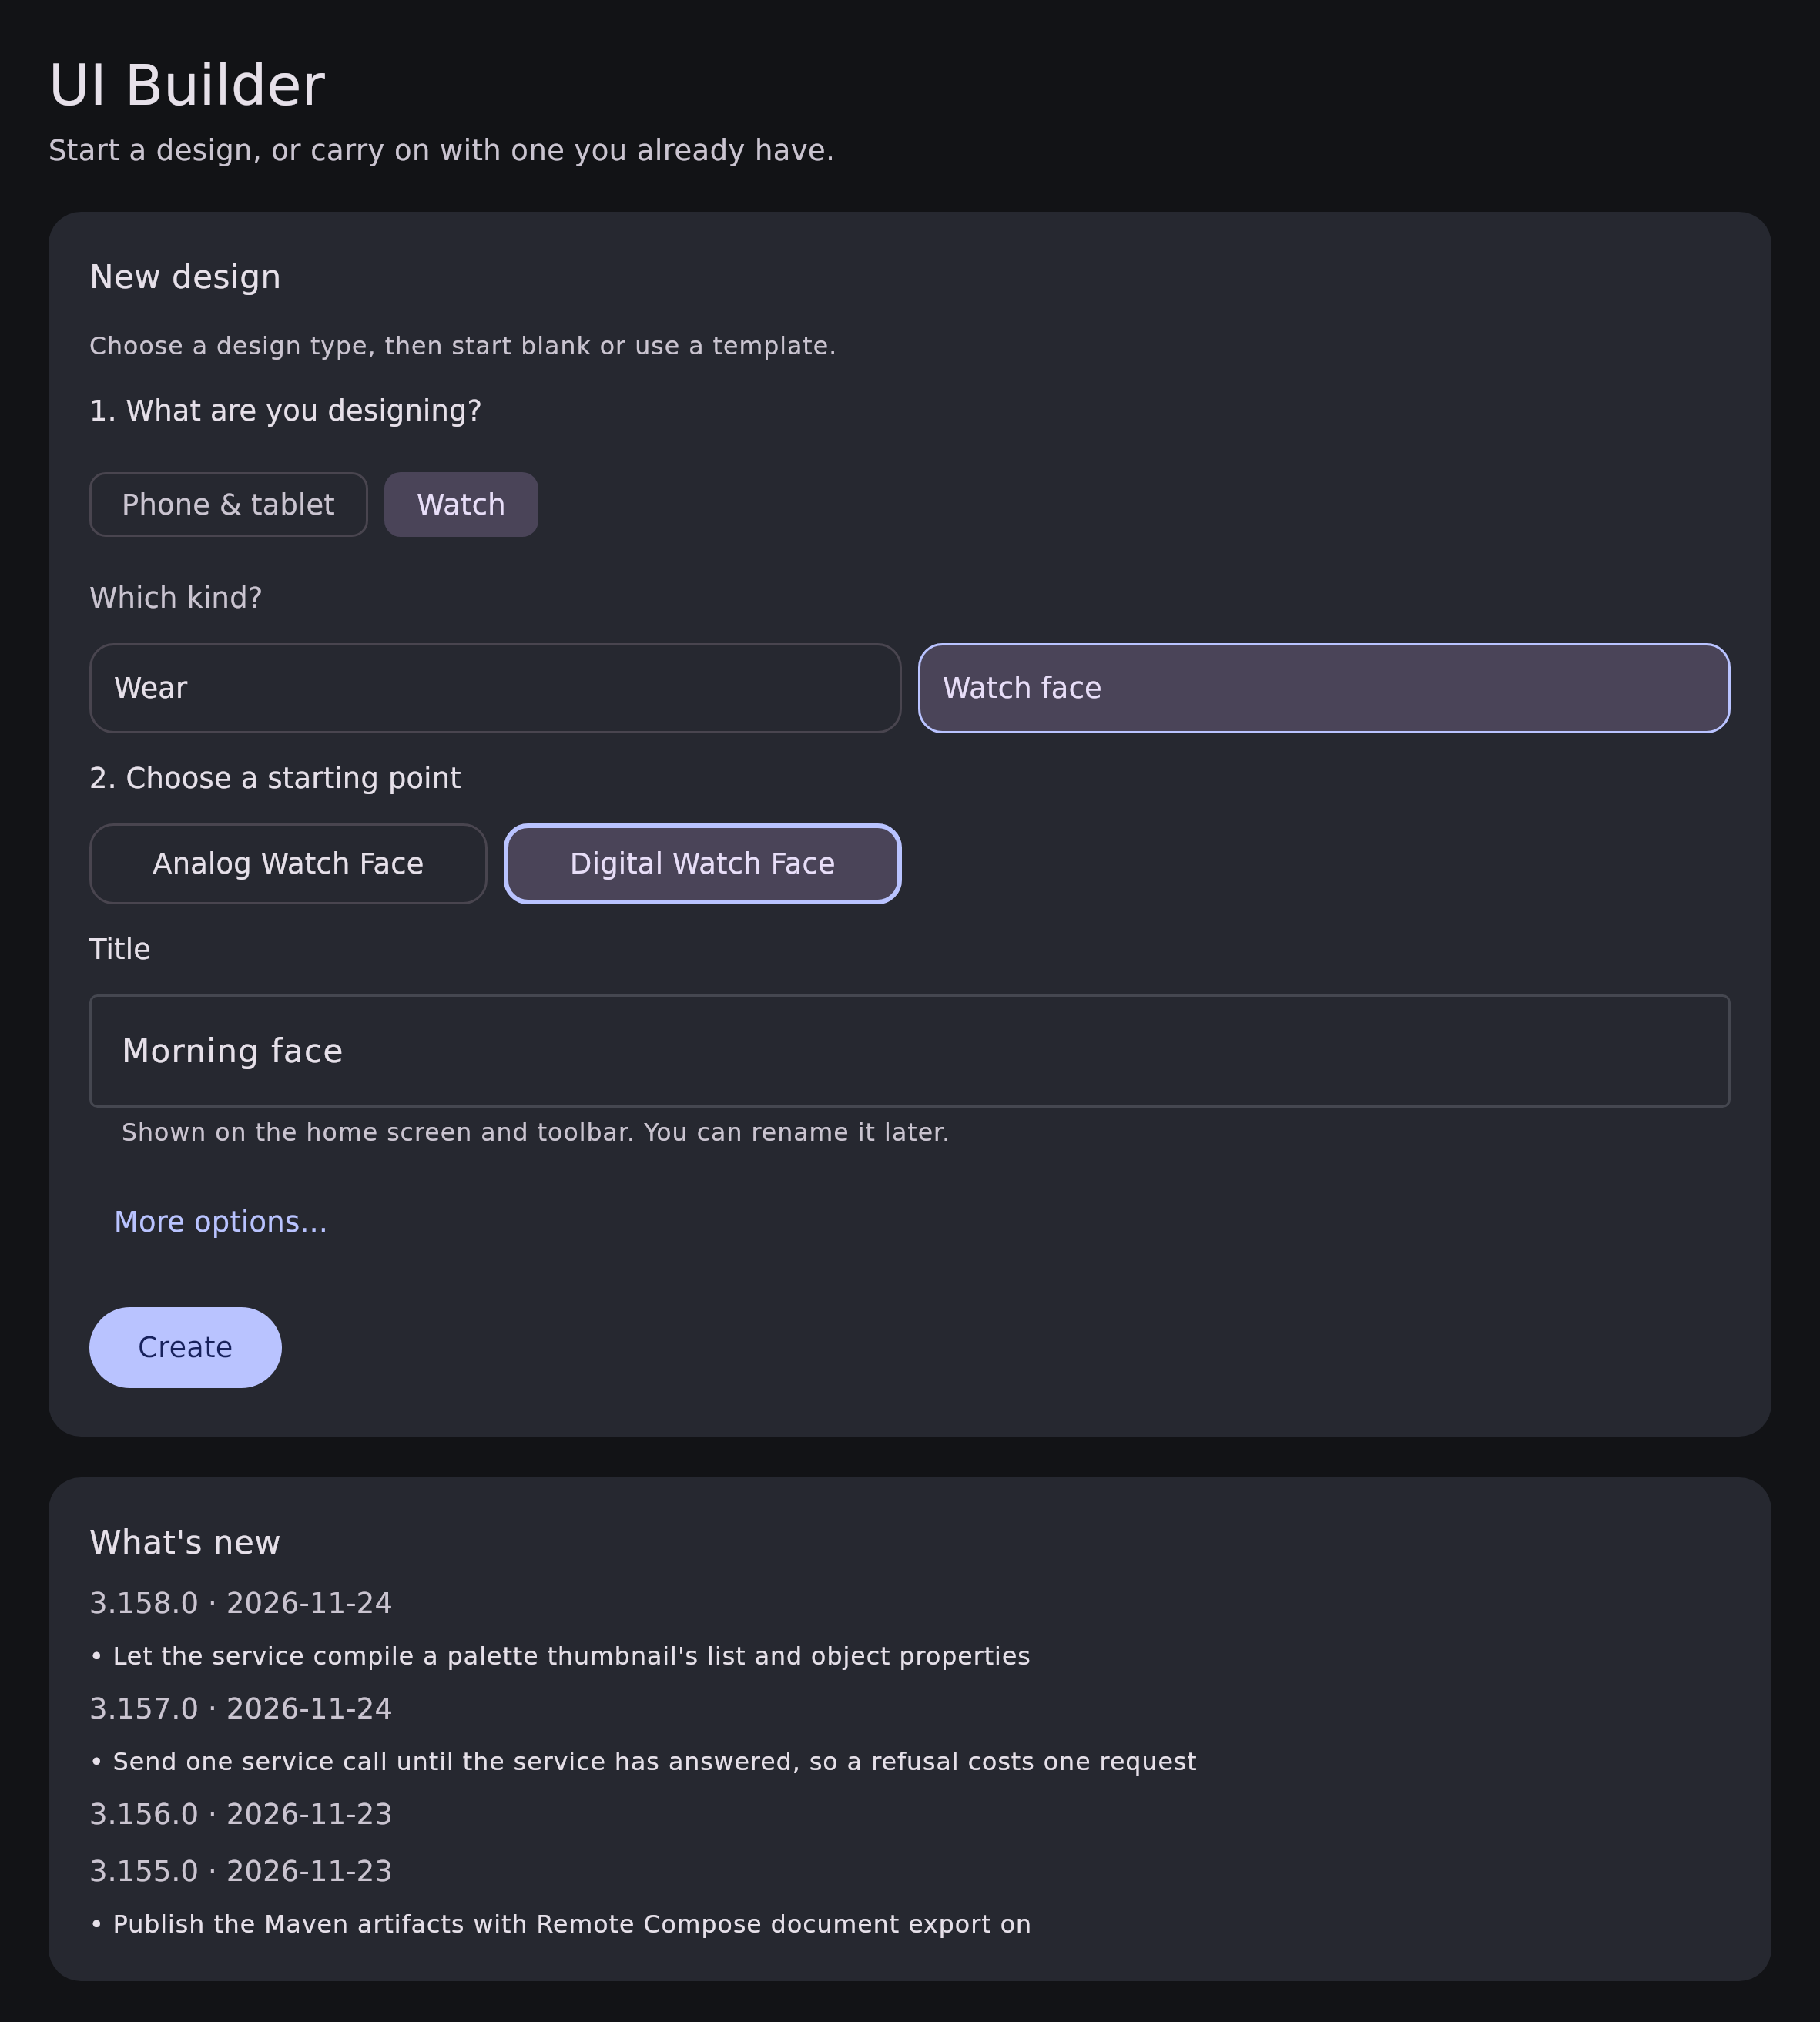 UI Builder
Start a design, or carry on with one you already have.
New design
Choose a design type, then start blank or use a template.
1. What are you designing?
Phone & tablet
Watch
Which kind?
Wear
Watch face
2. Choose a starting point
Analog Watch Face
Digital Watch Face
Title
Morning face
Shown on the home screen and toolbar. You can rename it later.
More options…
Create
What's new
3.158.0 · 2026-11-24
• Let the service compile a palette thumbnail's list and object properties
3.157.0 · 2026-11-24
• Send one service call until the service has answered, so a refusal costs one request
3.156.0 · 2026-11-23
3.155.0 · 2026-11-23
• Publish the Maven artifacts with Remote Compose document export on